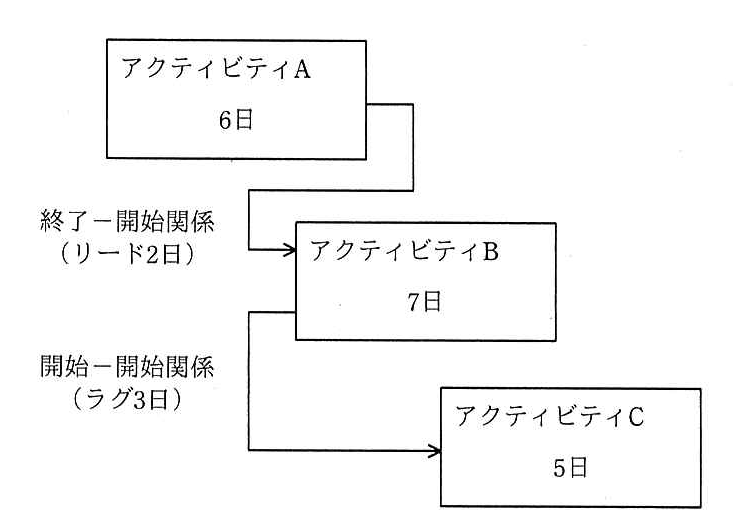 アクティビティA
6日
終了－開始関係
（リード2日）
アクティビティB
7日
開始－開始関係
（ラグ3日）
アクティビティC
5日